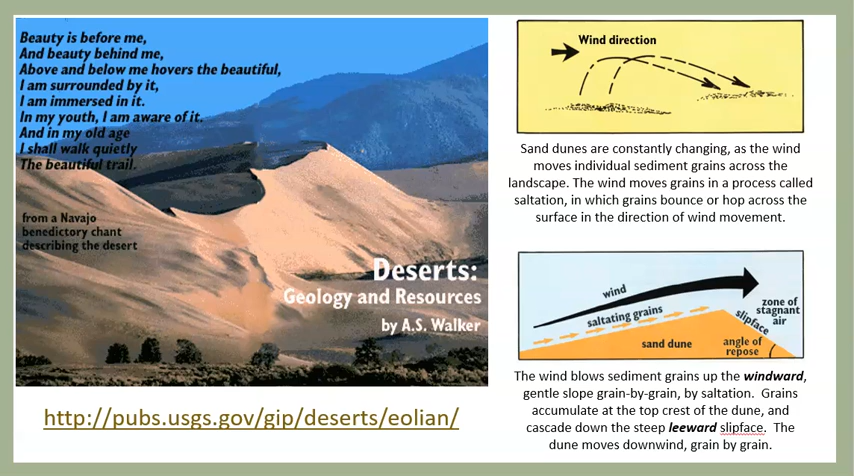 Beauty is before me,
And beauty behind me,
Above and below me hovers the beautiful,
I am surrounded by it,
I am immersed in it.
In my youth, I am aware of it.
And in my old age
I shall walk quietly
The beautiful trail.
from a Navajo
benedictory chant
describing the desert
Deserts:
Geology and Resources
by A.S. Walker
http://pubs.usgs.gov/gip/deserts/eolian/
Wind direction
Sand dunes are constantly changing, as the wind
moves individual sediment grains across the
landscape. The wind moves grains in a process called
saltation, in which grains bounce or hop across the
surface in the direction of wind movement.
wind
saltating grains
sand dune
slipface
zone of
stagnant
air
angle of
repose
The wind blows sediment grains up the windward,
gentle slope grain-by-grain, by saltation. Grains
accumulate at the top crest of the dune, and
cascade down the steep leeward slipface. The
dune moves downwind, grain by grain.